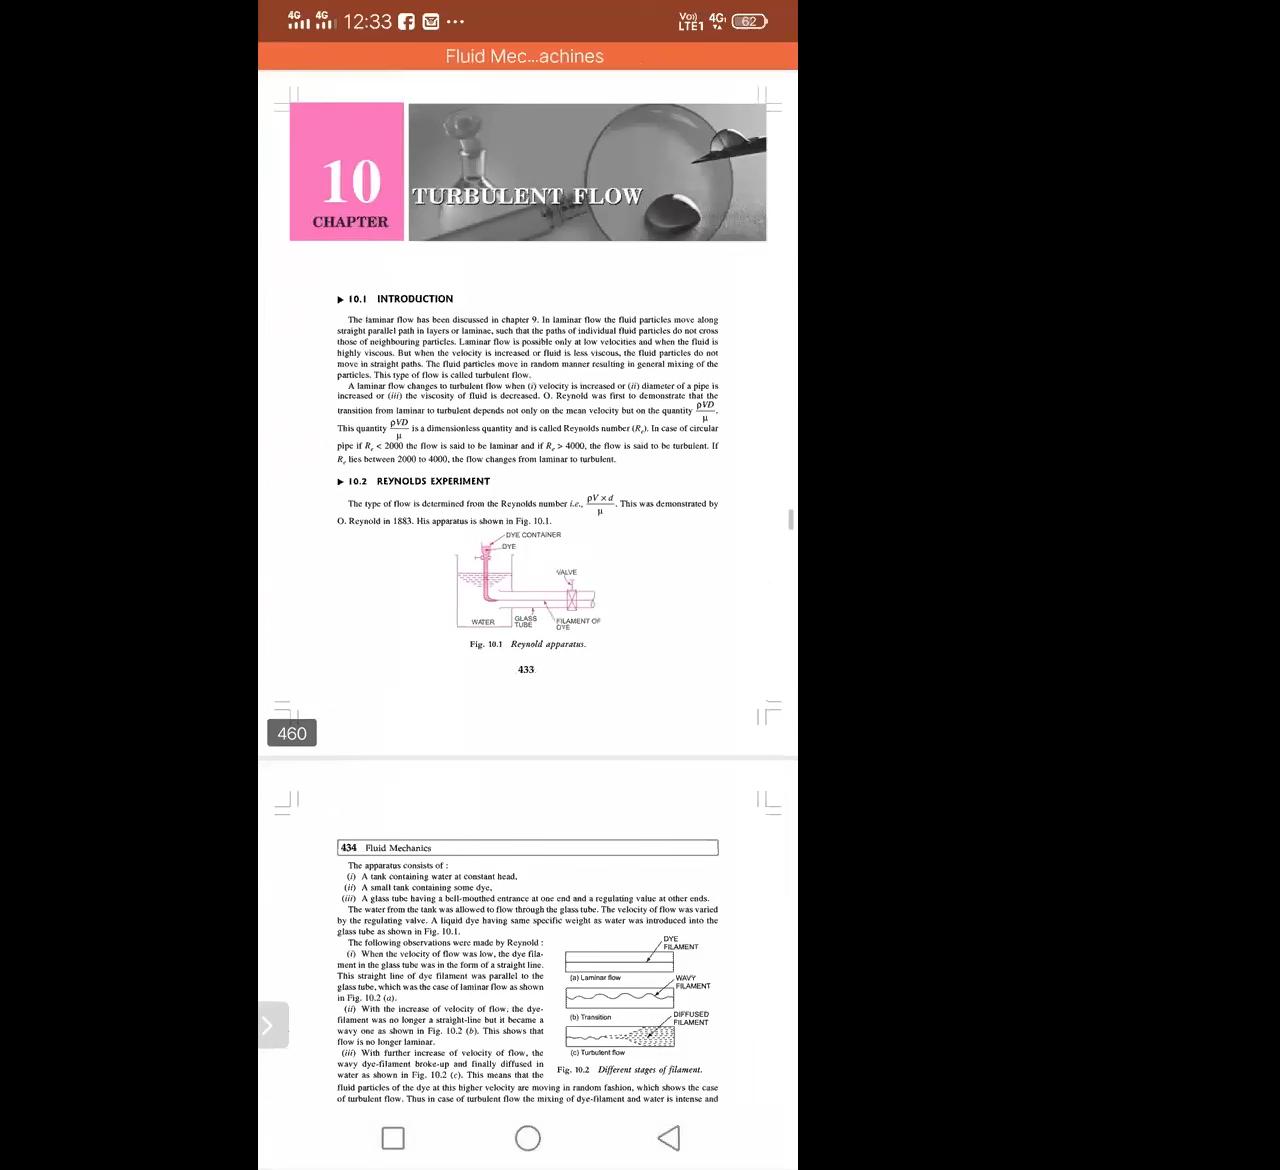 4G 4G 12:33 Vo)) LTE1 4G 62
Fluid Mec...achines
10
CHAPTER
TURBULENT FLOW
10.1 INTRODUCTION
The laminar flow has been discussed in chapter 9. In laminar flow the fluid particles move along
straight parallel path in layers or laminae, such that the paths of individual fluid particles do not cross
those of neighbouring particles. Laminar flow is possible only at low velocities and when the fluid is
highly viscous. But when the velocity is increased or fluid is less viscous, the fluid particles do not
move in straight paths. The fluid particles move in random manner resulting in general mixing of the
particles. This type of flow is called turbulent flow.
A laminar flow changes to turbulent flow when (i) velocity is increased or (ii) diameter of a pipe is
increased or (iii) the viscosity of fluid is decreased. O. Reynold was first to demonstrate that the
transition from laminar to turbulent depends not only on the mean velocity but on the quantity ρVD/μ.
This quantity ρVD/μ is a dimensionless quantity and is called Reynolds number (Re). In case of circular
pipe if Re < 2000 the flow is said to be laminar and if Re > 4000, the flow is said to be turbulent. If
Re lies between 2000 to 4000, the flow changes from laminar to turbulent.
10.2 REYNOLDS EXPERIMENT
The type of flow is determined from the Reynolds number i.e., ρV × d/μ. This was demonstrated by
O. Reynold in 1883. His apparatus is shown in Fig. 10.1.
DYE CONTAINER
DYE
VALVE
WATER
GLASS
TUBE
FILAMENT OF
DYE
Fig. 10.1 Reynold apparatus.
433
460
434 Fluid Mechanics
The apparatus consists of :
(i) A tank containing water at constant head,
(ii) A small tank containing some dye,
(iii) A glass tube having a bell-mouthed entrance at one end and a regulating value at other ends.
The water from the tank was allowed to flow through the glass tube. The velocity of flow was varied
by the regulating valve. A liquid dye having same specific weight as water was introduced into the
glass tube as shown in Fig. 10.1.
The following observations were made by Reynold :
(i) When the velocity of flow was low, the dye fila-
ment in the glass tube was in the form of a straight line.
This straight line of dye filament was parallel to the
glass tube, which was the case of laminar flow as shown
in Fig. 10.2 (a).
(ii) With the increase of velocity of flow, the dye-
filament was no longer a straight-line but it became a
wavy one as shown in Fig. 10.2 (b). This shows that
flow is no longer laminar.
(iii) With further increase of velocity of flow, the
wavy dye-filament broke-up and finally diffused in
water as shown in Fig. 10.2 (c). This means that the
DYE
FILAMENT
(a) Laminar flow
WAVY
FILAMENT
(b) Transition
DIFFUSED
FILAMENT
(c) Turbulent flow
Fig. 10.2 Different stages of filament.
fluid particles of the dye at this higher velocity are moving in random fashion, which shows the case
of turbulent flow. Thus in case of turbulent flow the mixing of dye-filament and water is intense and